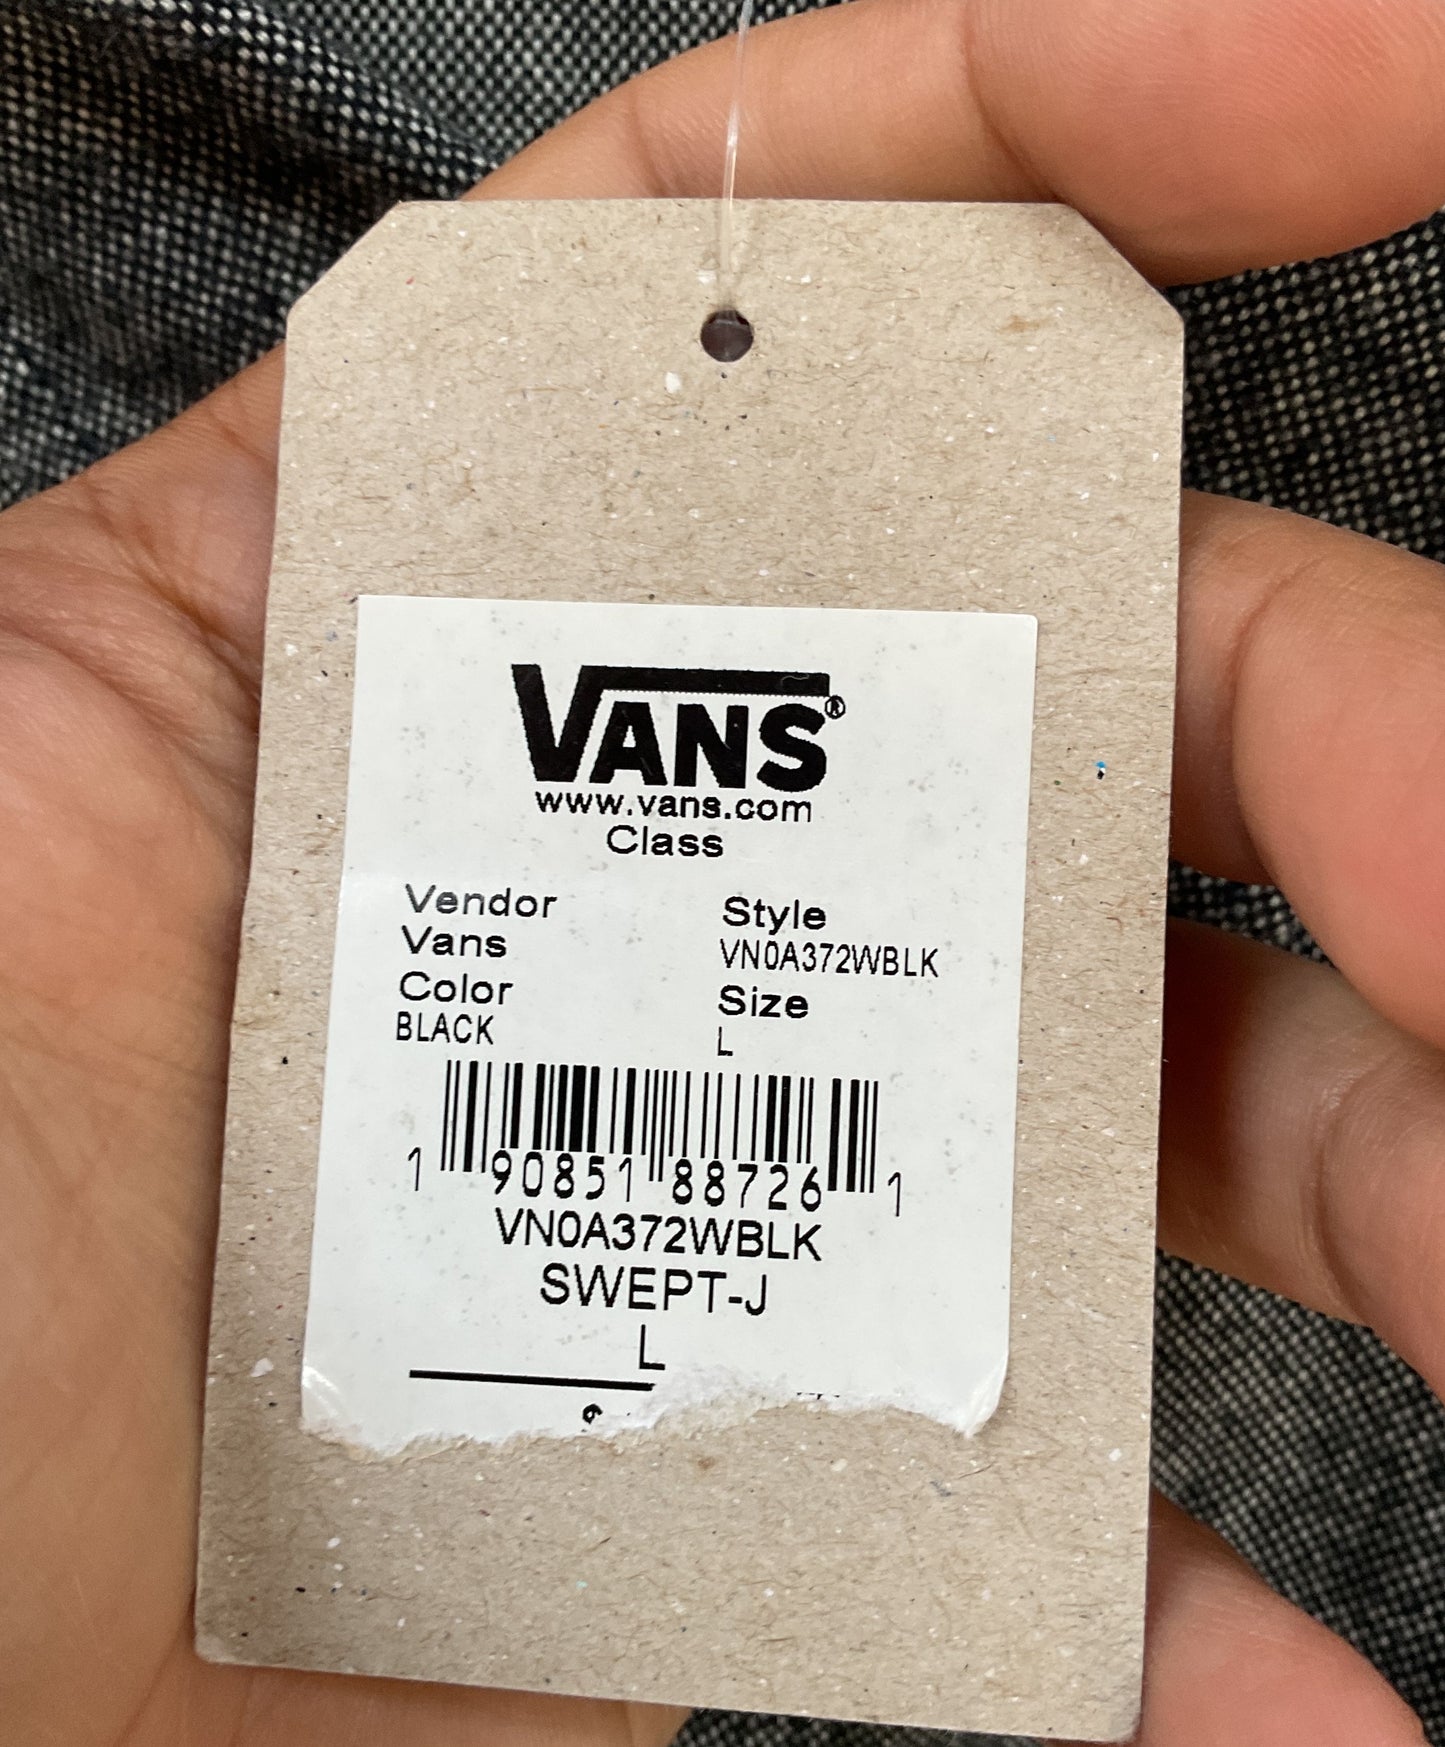 VANS®
www.vans.com
Class
Vendor Style
Vans VN0A372WBLK
Color Size
BLACK L
1 90851 88726 1
VN0A372WBLK
SWEPT-J
L